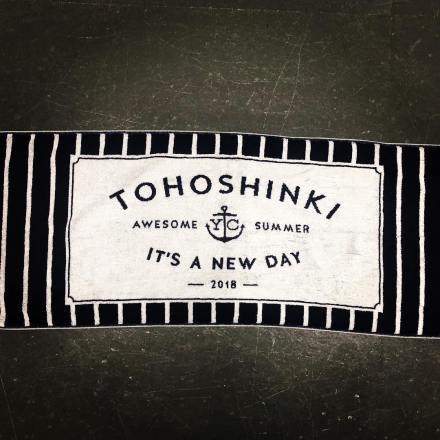 TOHOSHINKI
AWESOME YC SUMMER
IT'S A NEW DAY
— 2018 —